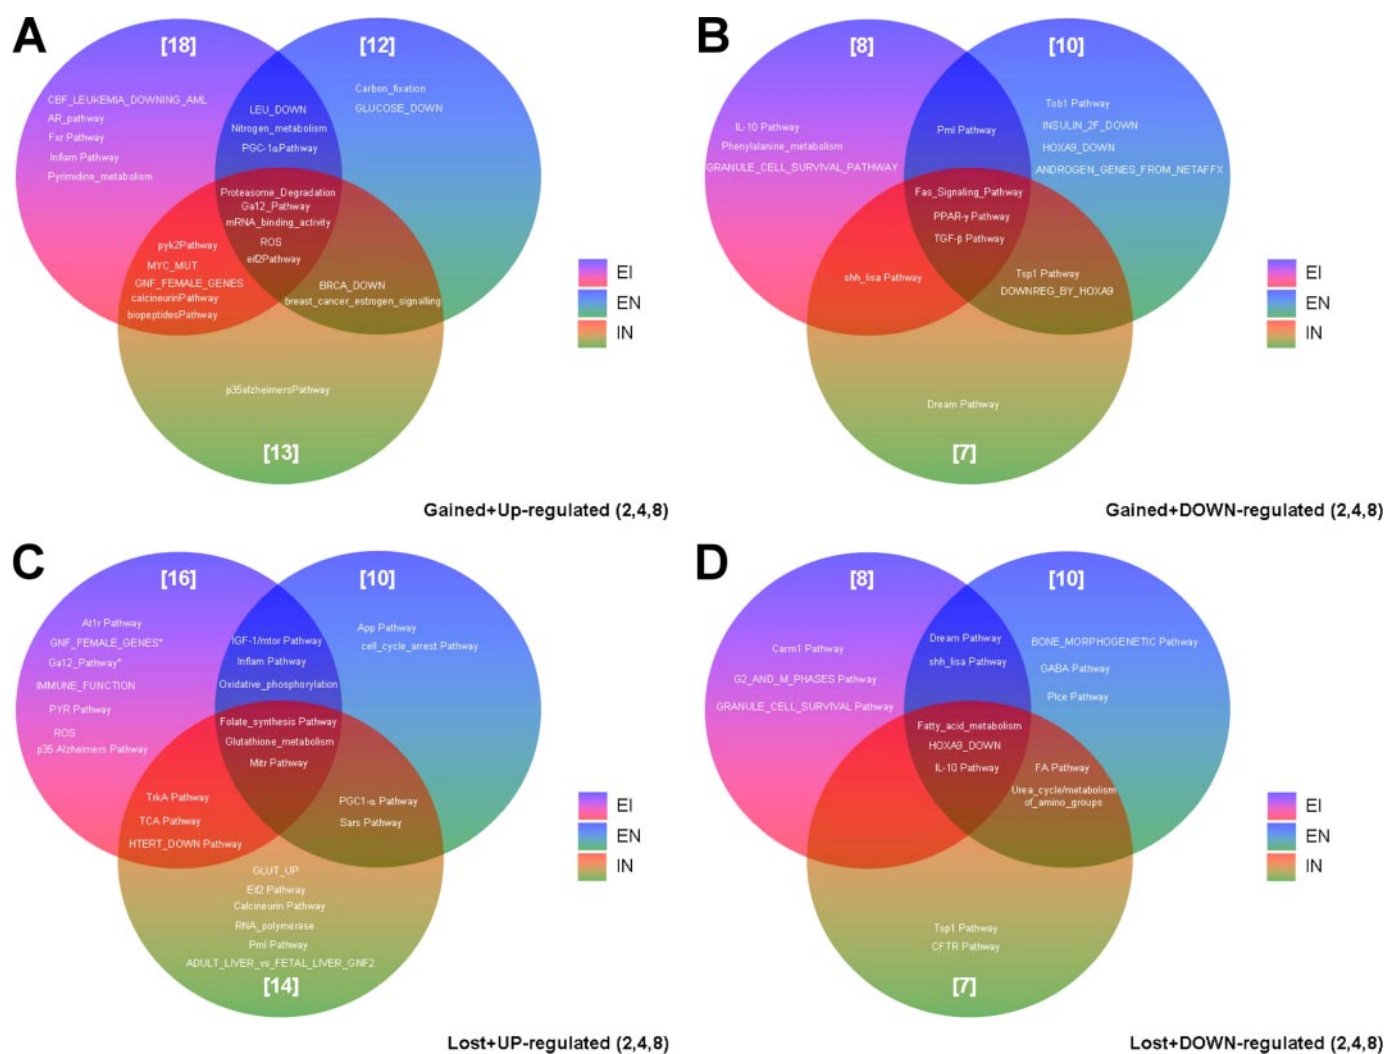 A
[18]
[12]
CBF_LEUKEMIA_DOWNING_AML
AR_pathway
Fxr Pathway
Inflam Pathway
Pyrimidine_metabolism
LEU_DOWN
Nitrogen_metabolism
PGC-1αPathway
Carbon_fixation
GLUCOSE_DOWN
Proteasome_Degradation
Ga12_Pathway
mRNA_binding_activity
ROS
eif2Pathway
pyk2Pathway
MYC_MUT
GNF_FEMALE_GENES
calcineurinPathway
biopeptidesPathway
BRCA_DOWN
breast_cancer_estrogen_signalling
p35alzheimersPathway
[13]
EI
EN
IN
Gained+Up-regulated (2,4,8)
B
[8]
[10]
IL-10 Pathway
Phenylalanine_metabolism
GRANULE_CELL_SURVIVAL_PATHWAY
Pml Pathway
Tob1 Pathway
INSULIN_2F_DOWN
HOXA9_DOWN
ANDROGEN_GENES_FROM_NETAFFX
Fas_Signaling_Pathway
PPAR-γ Pathway
TGF-β Pathway
shh_lisa Pathway
Tsp1 Pathway
DOWNREG_BY_HOXA9
Dream Pathway
[7]
EI
EN
IN
Gained+DOWN-regulated (2,4,8)
C
[16]
[10]
At1r Pathway
GNF_FEMALE_GENES*
Ga12_Pathway*
IMMUNE_FUNCTION
PYR Pathway
ROS
p35 Alzheimers Pathway
IGF-1/mtor Pathway
Inflam Pathway
Oxidative_phosphorylation
App Pathway
cell_cycle_arrest Pathway
Folate_synthesis Pathway
Glutathione_metabolism
Mitr Pathway
TrkA Pathway
TCA Pathway
HTERT_DOWN Pathway
PGC1-α Pathway
Sars Pathway
GLUT_UP
Eif2 Pathway
Calcineurin Pathway
RNA_polymerase
Pml Pathway
ADULT_LIVER_vs_FETAL_LIVER_GNF2
[14]
EI
EN
IN
Lost+UP-regulated (2,4,8)
D
[8]
[10]
Carm1 Pathway
G2_AND_M_PHASES Pathway
GRANULE_CELL_SURVIVAL Pathway
Dream Pathway
shh_lisa Pathway
BONE_MORPHOGENETIC Pathway
GABA Pathway
Plce Pathway
Fatty_acid_metabolism
HOXA9_DOWN
IL-10 Pathway
FA Pathway
Urea_cycle/metabolism
of_amino_groups
Tsp1 Pathway
CFTR Pathway
[7]
EI
EN
IN
Lost+DOWN-regulated (2,4,8)